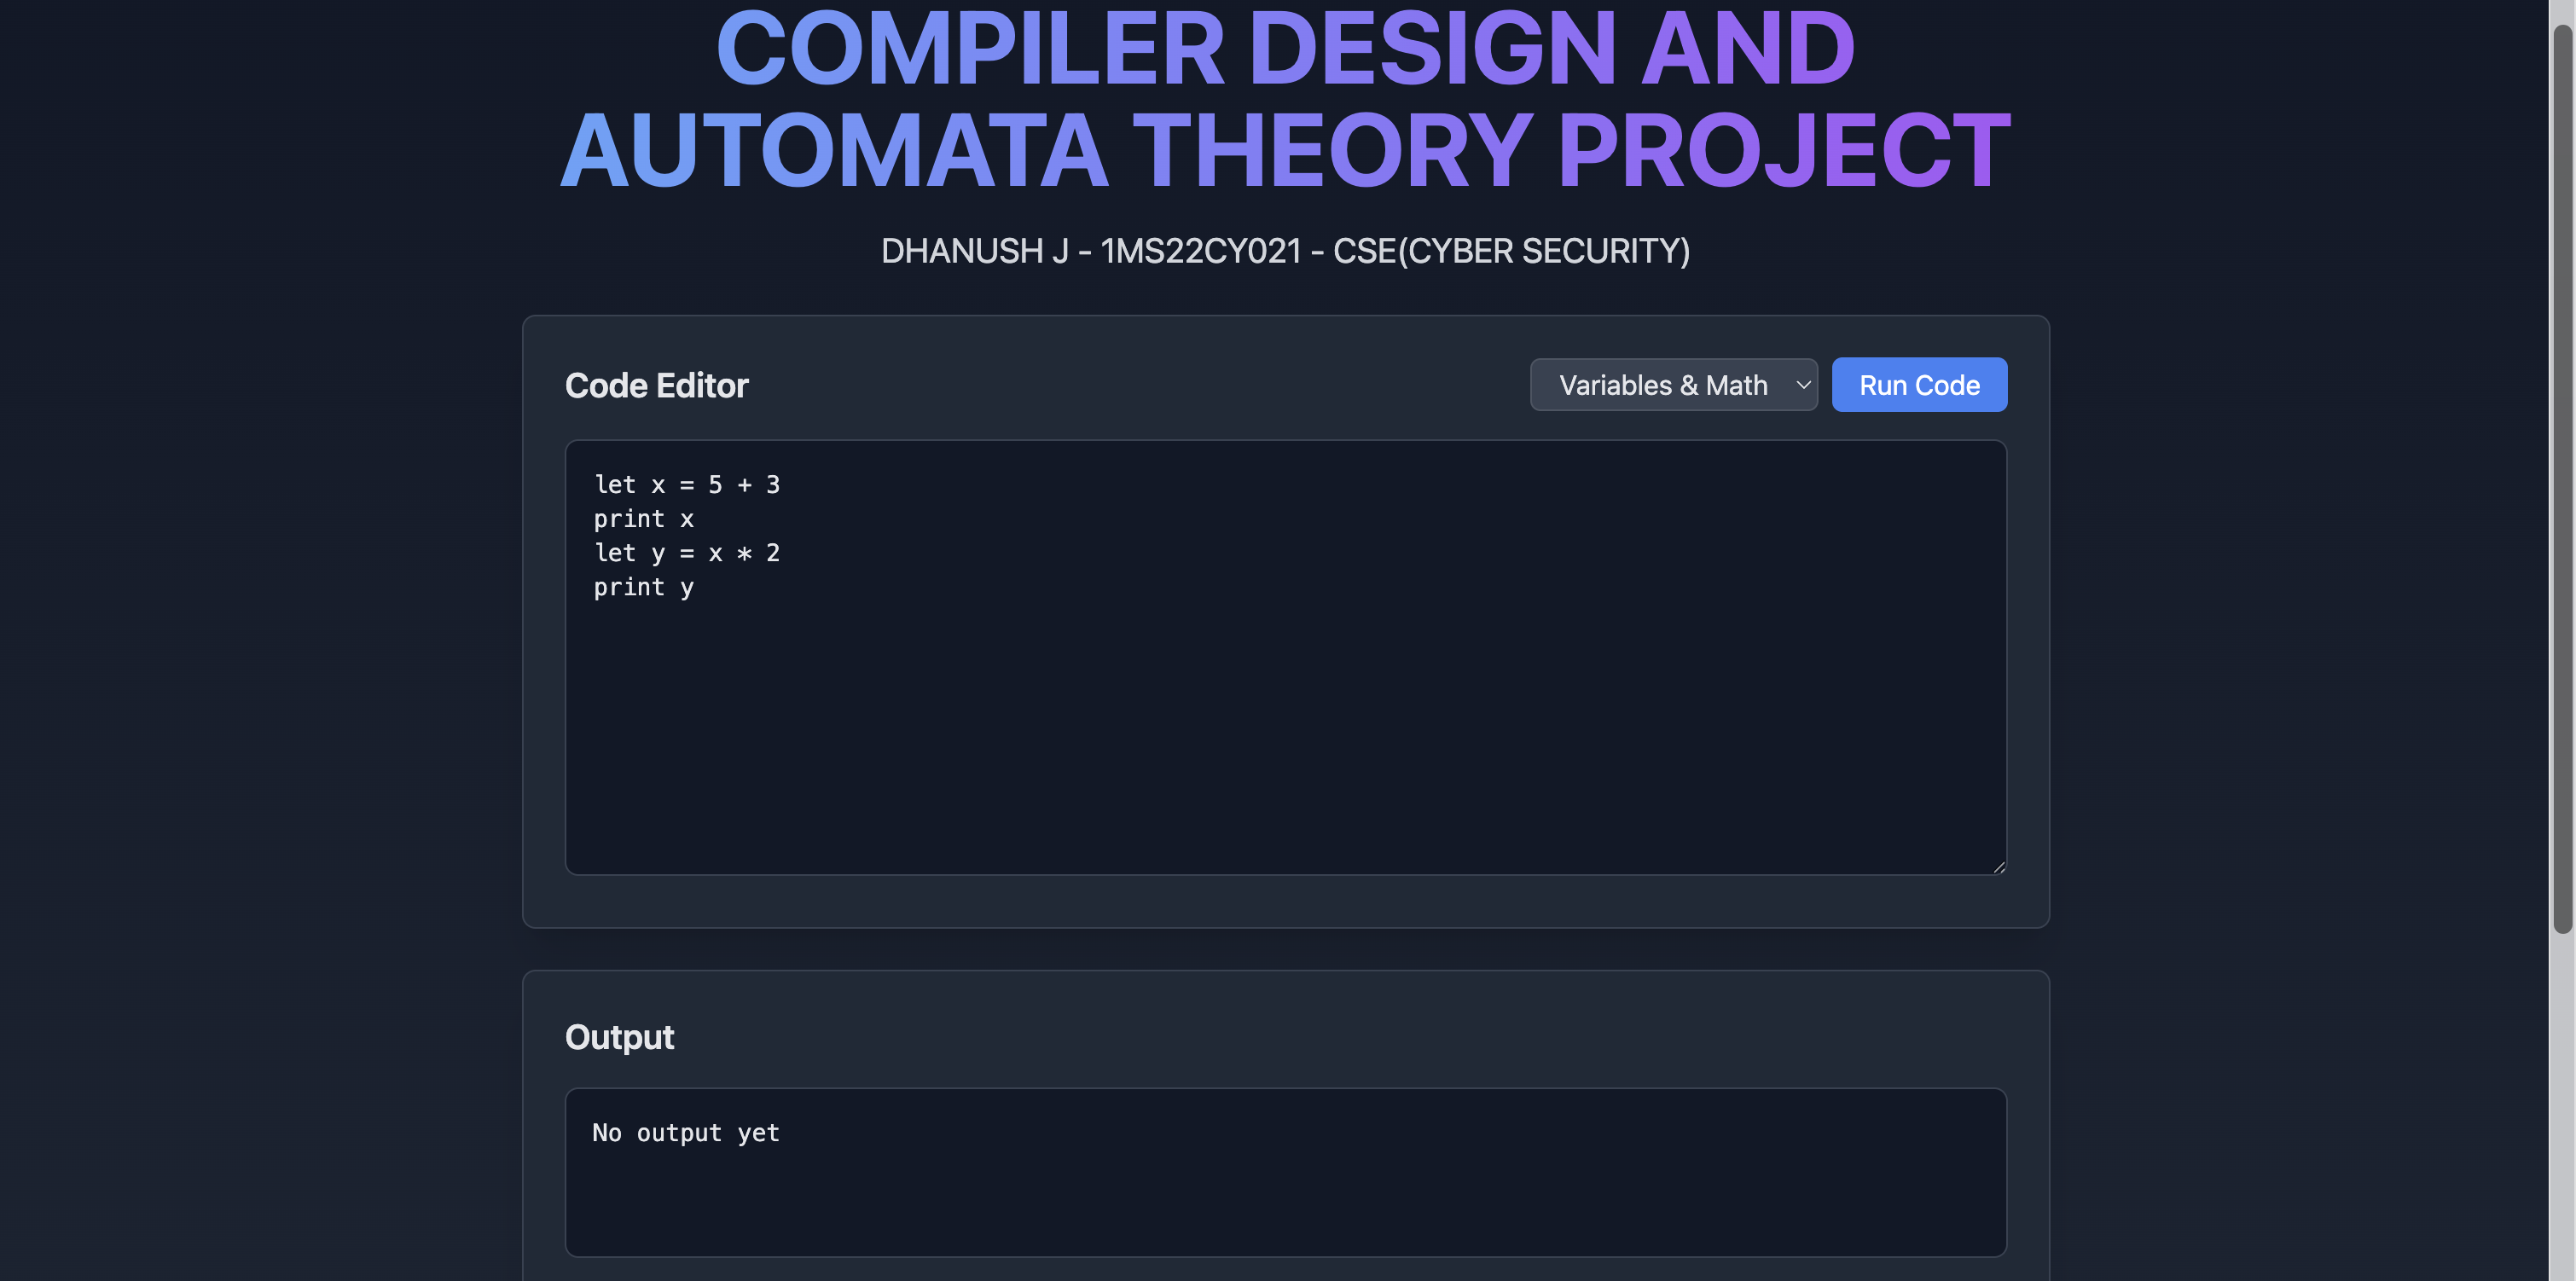 COMPILER DESIGN AND
AUTOMATA THEORY PROJECT
DHANUSH J - 1MS22CY021 - CSE(CYBER SECURITY)
Code Editor
Variables & Math
Run Code
let x = 5 + 3
print x
let y = x * 2
print y
Output
No output yet